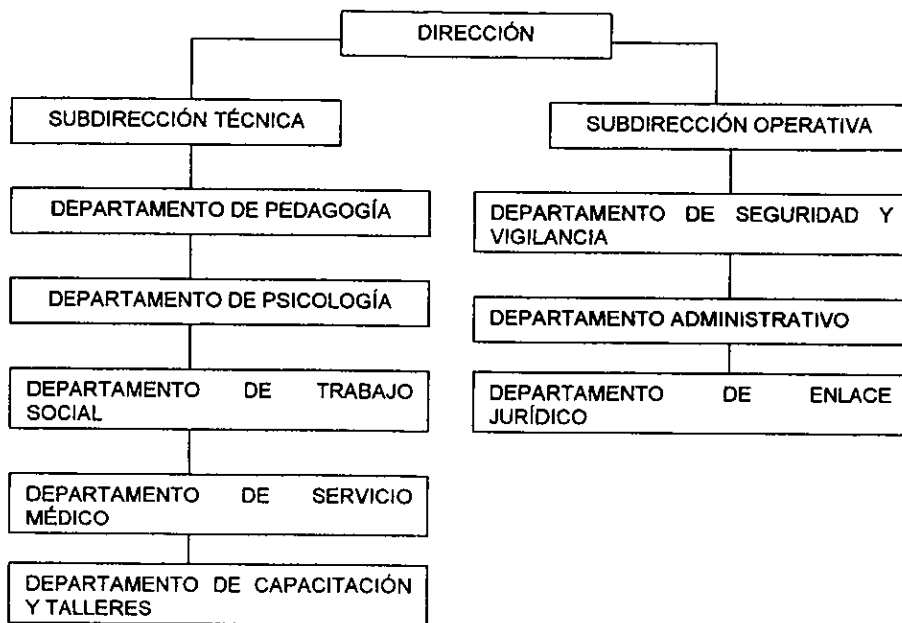 DIRECCIÓN
SUBDIRECCIÓN TÉCNICA
DEPARTAMENTO DE PEDAGOGÍA
DEPARTAMENTO DE PSICOLOGÍA
DEPARTAMENTO DE TRABAJO
SOCIAL
DEPARTAMENTO DE SERVICIO
MÉDICO
DEPARTAMENTO DE CAPACITACIÓN
Y TALLERES
SUBDIRECCIÓN OPERATIVA
DEPARTAMENTO DE SEGURIDAD Y
VIGILANCIA
DEPARTAMENTO ADMINISTRATIVO
DEPARTAMENTO DE ENLACE
JURÍDICO